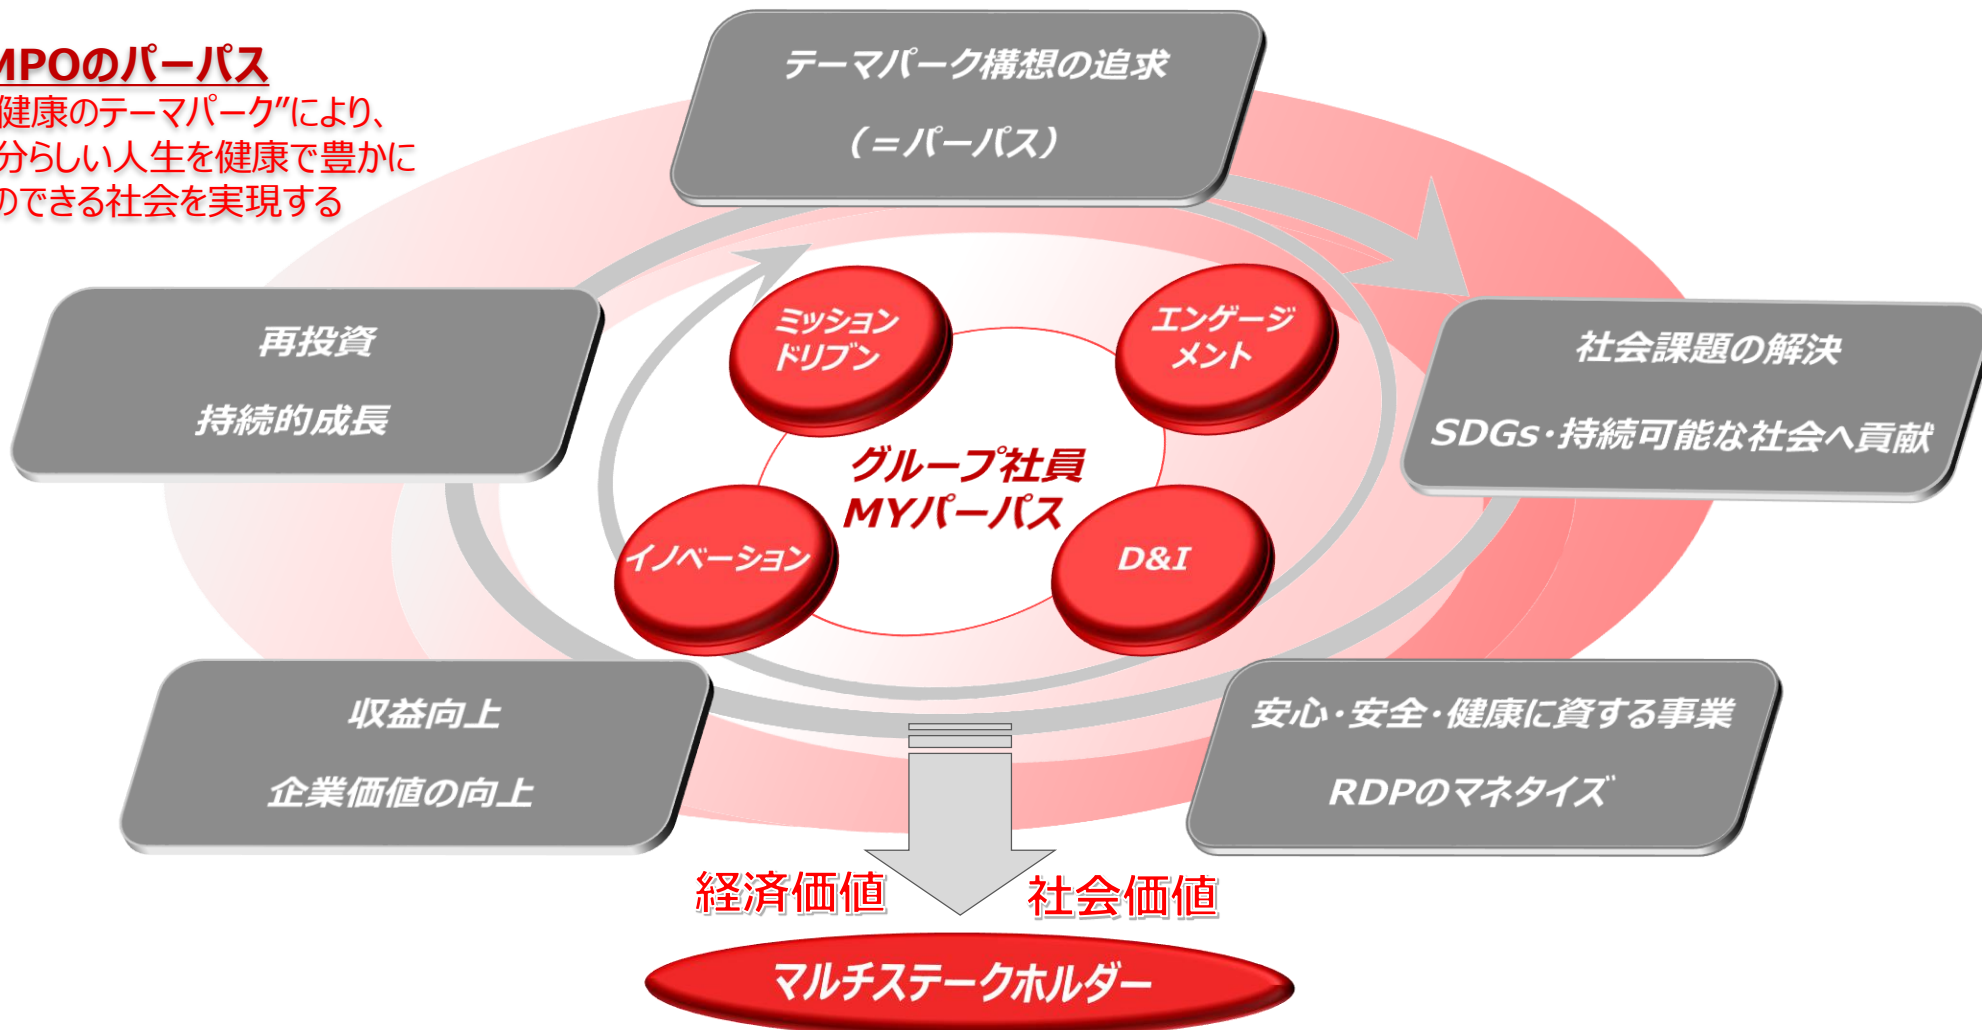 MPOのパーパス
健康のテーマパーク”により、
分らしい人生を健康で豊かに
のできる社会を実現する
テーマパーク構想の追求
(=パーパス)
再投資
持続的成長
ミッション
ドリブン
エンゲージ
メント
社会課題の解決
SDGs・持続可能な社会へ貢献
グループ社員
MYパーパス
イノベーション
D&I
収益向上
企業価値の向上
安心・安全・健康に資する事業
RDPのマネタイズ
経済価値
社会価値
マルチステークホルダー